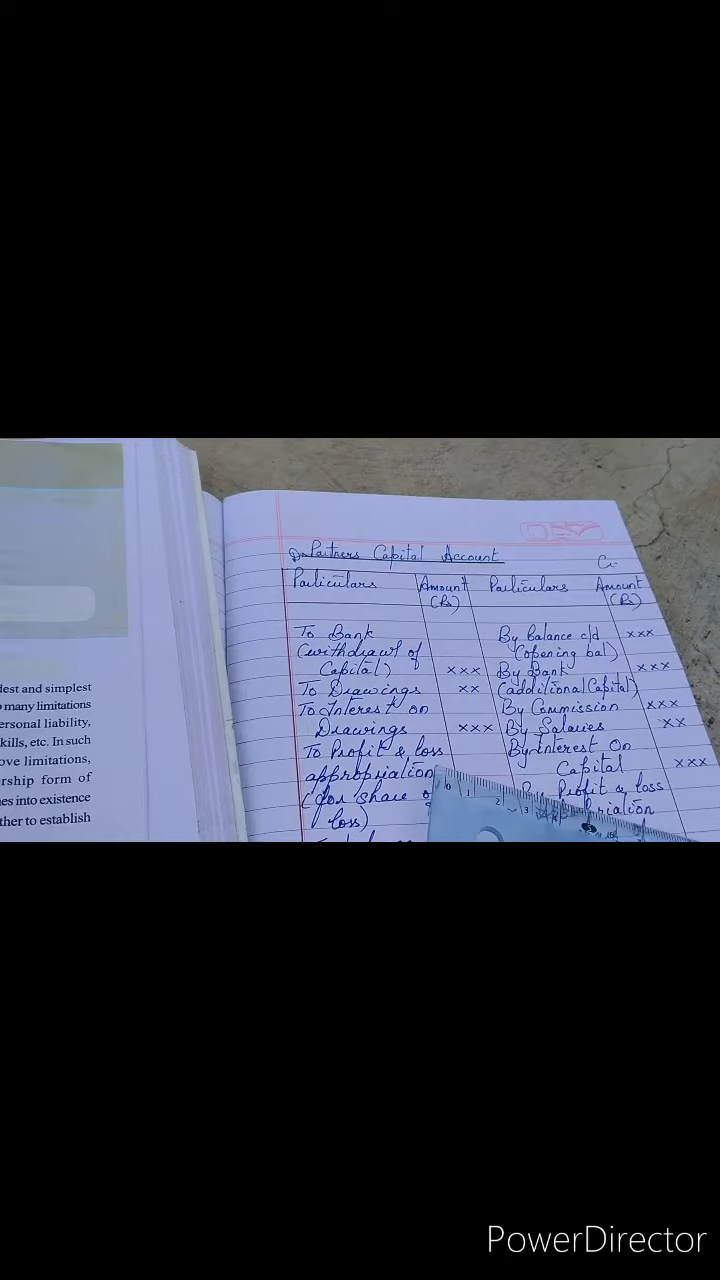 dest and simplest
many limitations
ersonal liability,
kills, etc. In such
ove limitations,
rship form of
es into existence
ther to establish
Dr Partners Capital Account Cr
Particulars Amount Particulars Amount
(Rs) (Rs)
To Bank By balance c/d xxx
(withdrawl of (opening bal)
Capital) xxx By Bank xxx
To Drawings xx (additional Capital)
To Interest on By Commission xxx
Drawings xxx By Salaries xx
To Profit & loss By Interest On
appropriation Capital xxx
(for share Profit & loss
loss) riation
PowerDirector